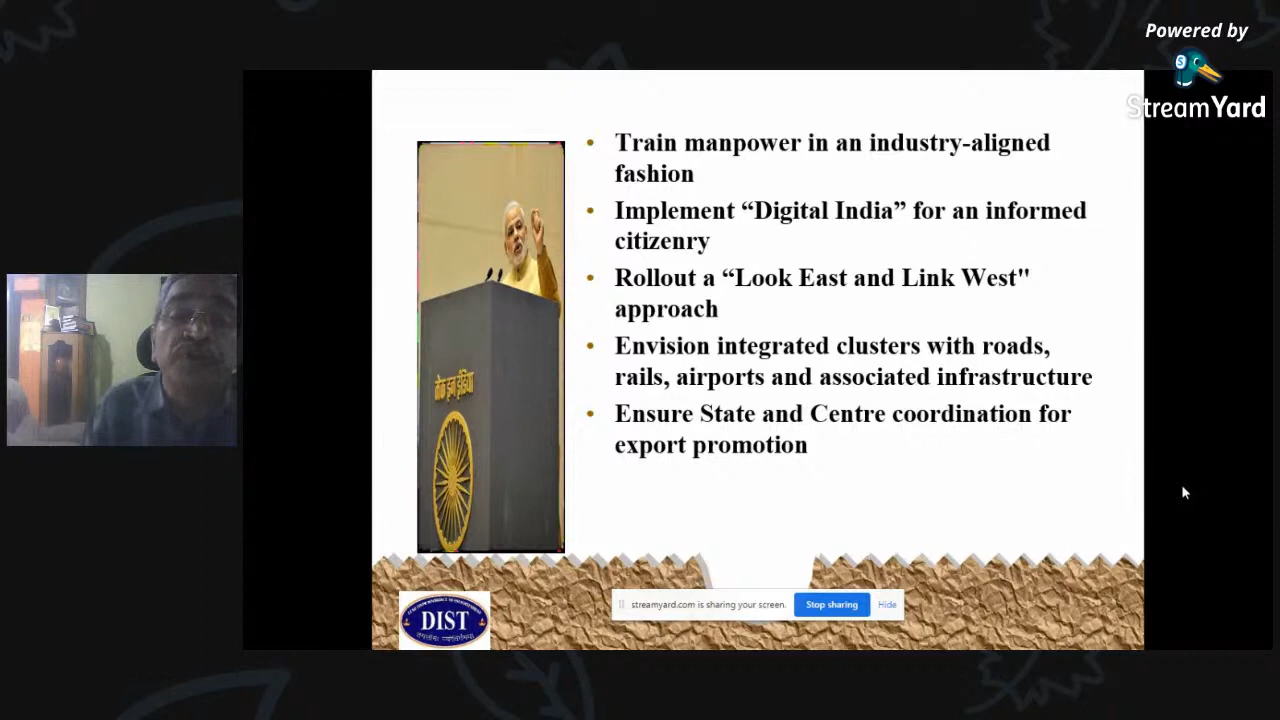 Powered by
StreamYard
• Train manpower in an industry-aligned
fashion
• Implement “Digital India” for an informed
citizenry
• Rollout a “Look East and Link West"
approach
• Envision integrated clusters with roads,
rails, airports and associated infrastructure
• Ensure State and Centre coordination for
export promotion
मेक इन इंडिया
DIST
streamyard.com is sharing your screen.
Stop sharing
Hide